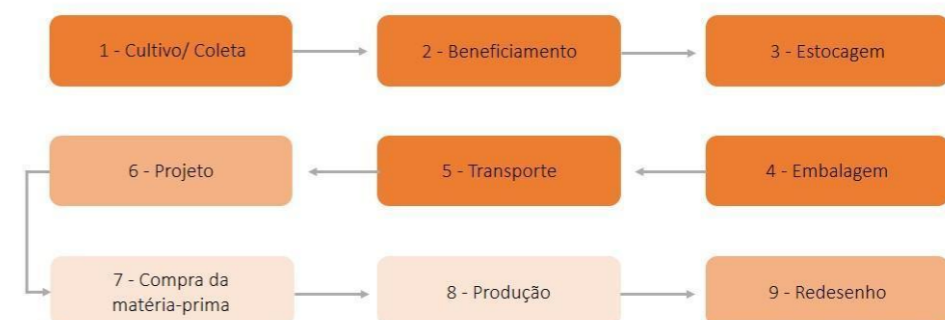 1 - Cultivo/ Coleta
2 - Beneficiamento
3 - Estocagem
6 - Projeto
5 - Transporte
4 - Embalagem
7 - Compra da
matéria-prima
8 - Produção
9 - Redesenho